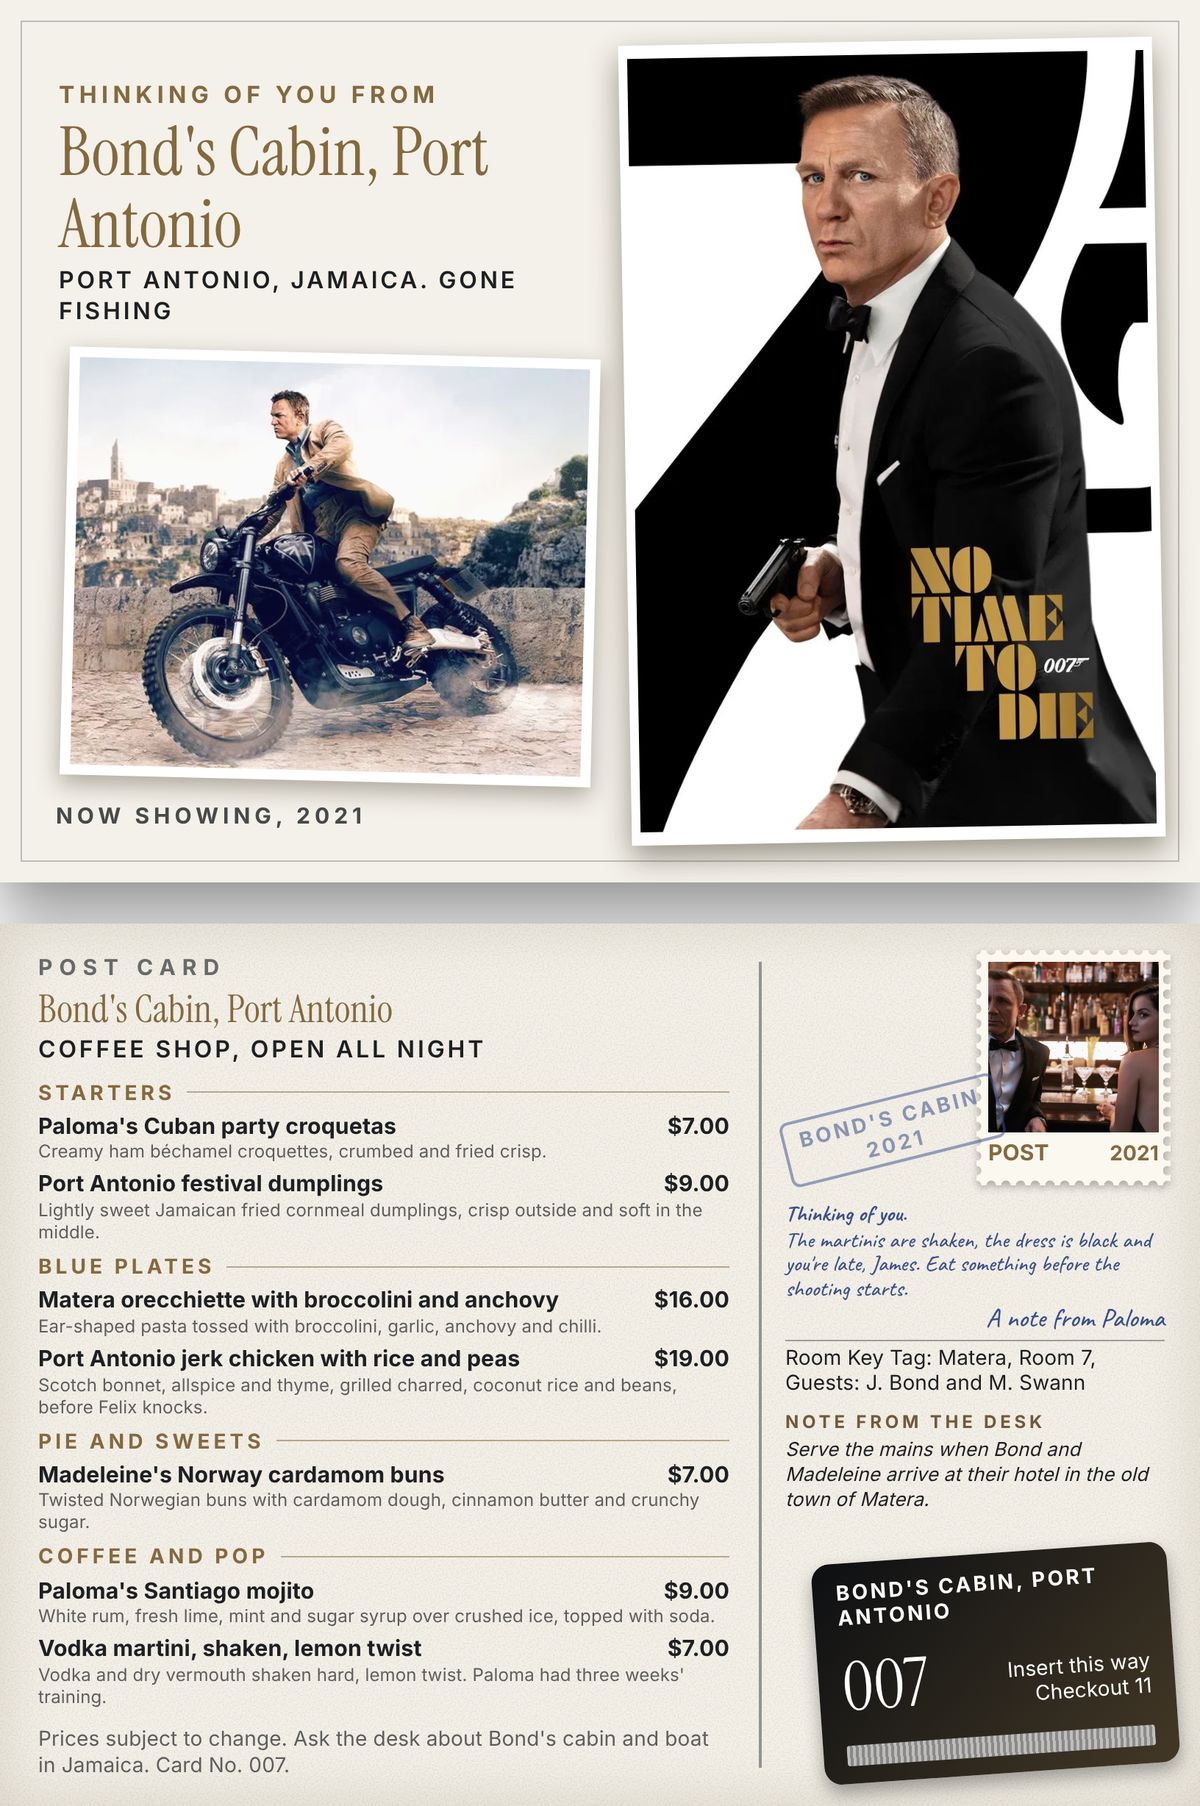 THINKING OF YOU FROM
Bond's Cabin, Port
Antonio
PORT ANTONIO, JAMAICA. GONE
FISHING
NO
TIME
TO 007
DIE
NOW SHOWING, 2021
POST CARD
Bond's Cabin, Port Antonio
COFFEE SHOP, OPEN ALL NIGHT
STARTERS
Paloma's Cuban party croquetas $7.00
Creamy ham béchamel croquettes, crumbed and fried crisp.
Port Antonio festival dumplings $9.00
Lightly sweet Jamaican fried cornmeal dumplings, crisp outside and soft in the
middle.
BLUE PLATES
Matera orecchiette with broccolini and anchovy $16.00
Ear-shaped pasta tossed with broccolini, garlic, anchovy and chilli.
Port Antonio jerk chicken with rice and peas $19.00
Scotch bonnet, allspice and thyme, grilled charred, coconut rice and beans,
before Felix knocks.
PIE AND SWEETS
Madeleine's Norway cardamom buns $7.00
Twisted Norwegian buns with cardamom dough, cinnamon butter and crunchy
sugar.
COFFEE AND POP
Paloma's Santiago mojito $9.00
White rum, fresh lime, mint and sugar syrup over crushed ice, topped with soda.
Vodka martini, shaken, lemon twist $7.00
Vodka and dry vermouth shaken hard, lemon twist. Paloma had three weeks'
training.
Prices subject to change. Ask the desk about Bond's cabin and boat
in Jamaica. Card No. 007.
BOND'S CABIN
2021
POST 2021
Thinking of you.
The martinis are shaken, the dress is black and
you're late, James. Eat something before the
shooting starts.
A note from Paloma
Room Key Tag: Matera, Room 7,
Guests: J. Bond and M. Swann
NOTE FROM THE DESK
Serve the mains when Bond and
Madeleine arrive at their hotel in the old
town of Matera.
BOND'S CABIN, PORT
ANTONIO
007
Insert this way
Checkout 11